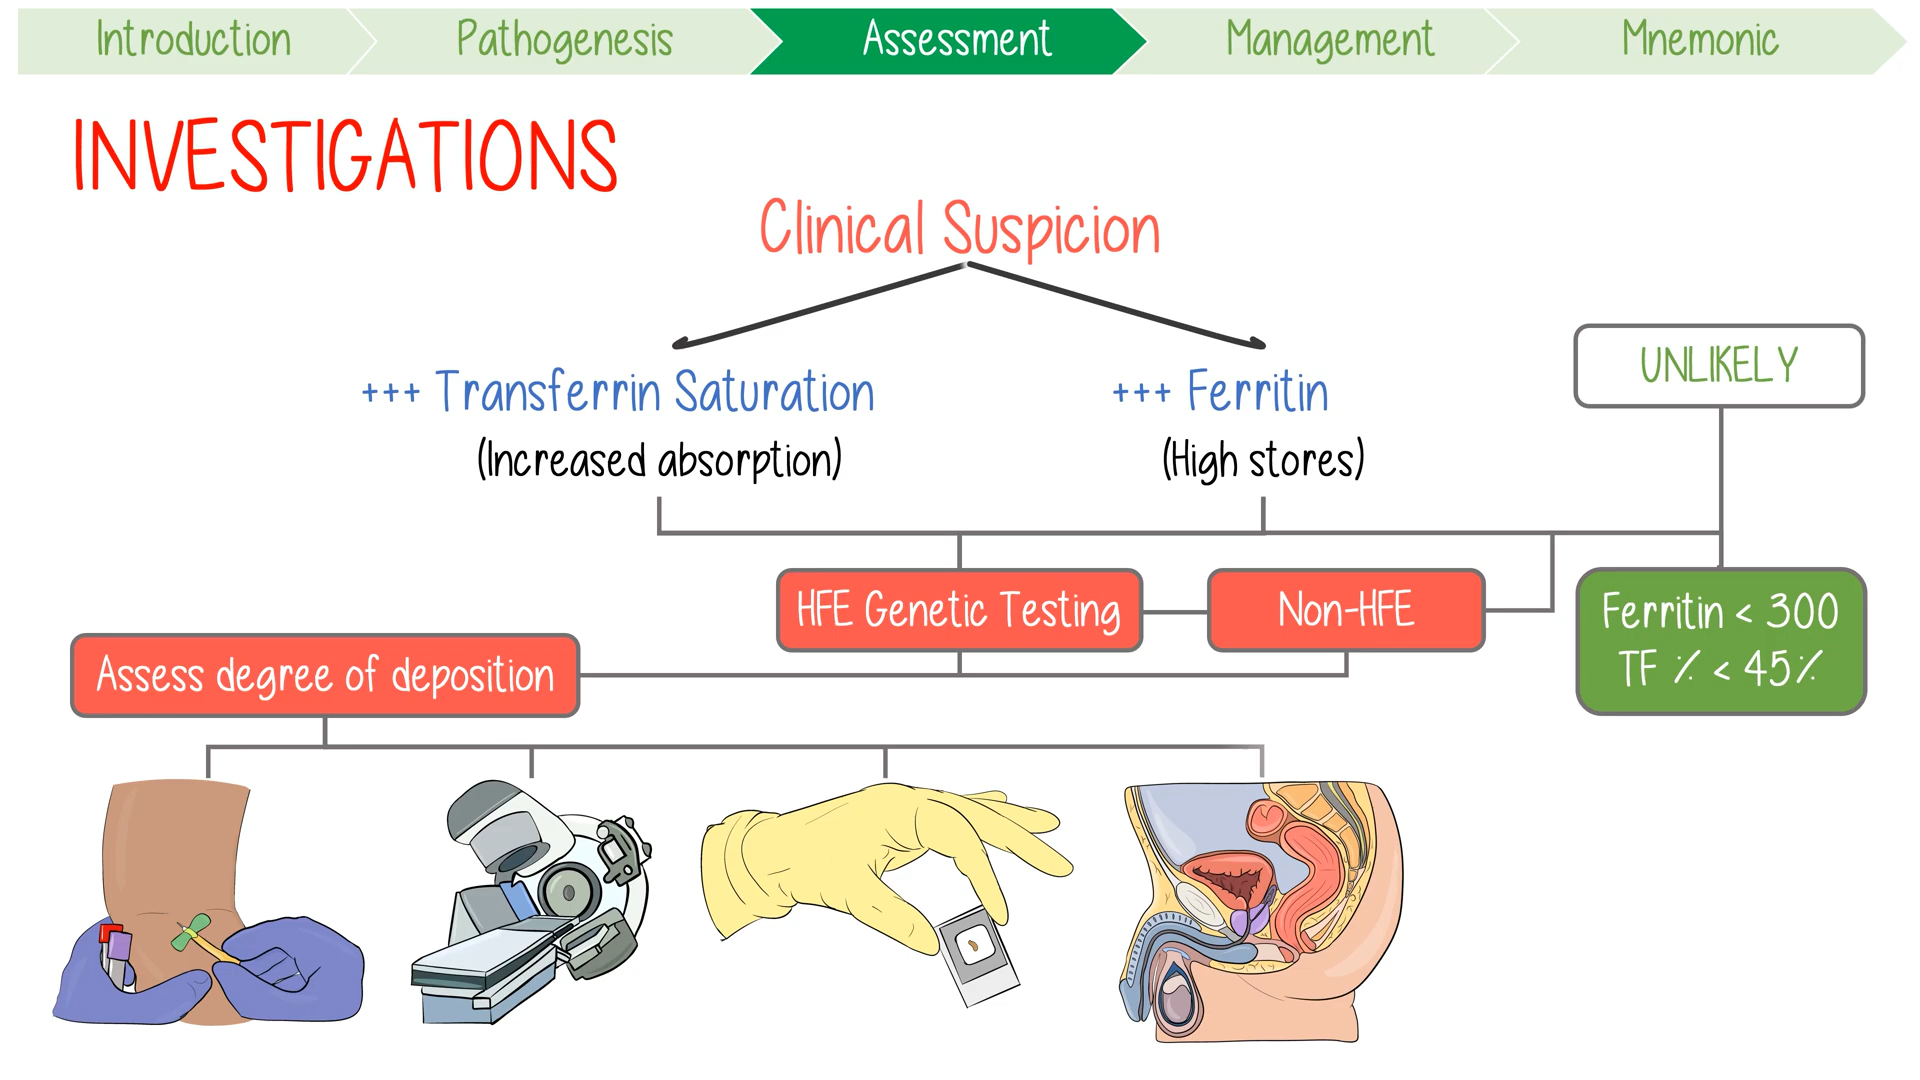 Introduction
Pathogenesis
Assessment
Management
Mnemonic
INVESTIGATIONS
Clinical Suspicion
+++ Transferrin Saturation
(Increased absorption)
+++ Ferritin
(High stores)
UNLIKELY
HFE Genetic Testing
Non-HFE
Ferritin < 300
TF % < 45%
Assess degree of deposition